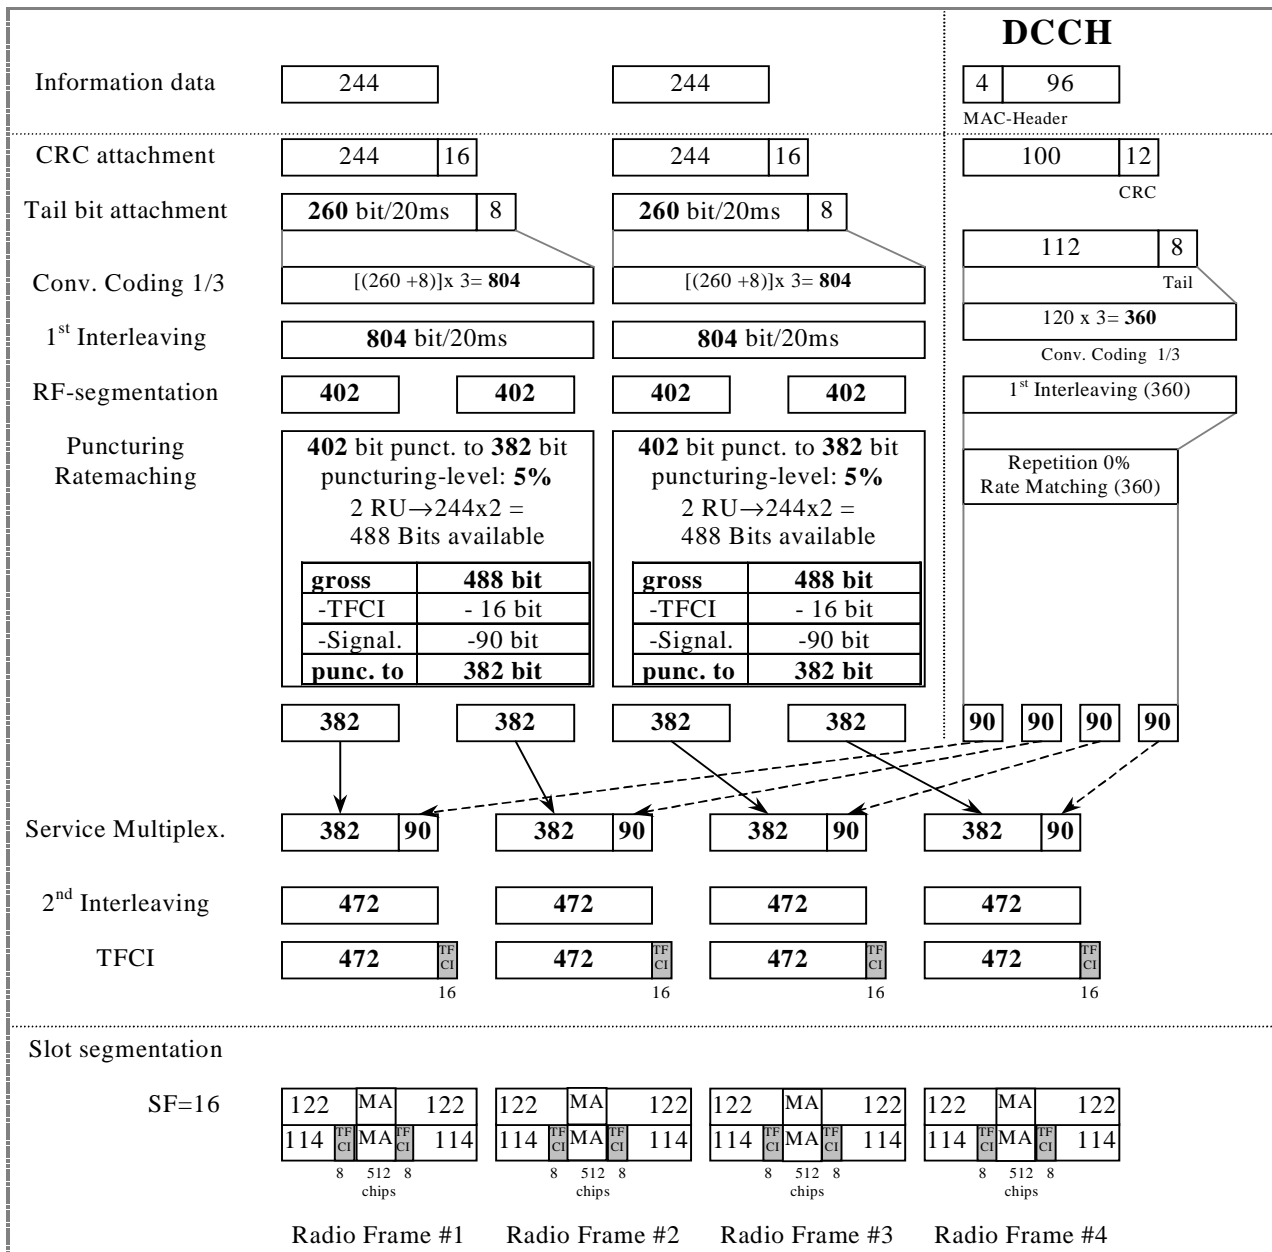 DCCH
Information data 244 244 4 96
MAC-Header
CRC attachment 244 16 244 16 100 12
CRC
Tail bit attachment 260 bit/20ms 8 260 bit/20ms 8
112 8
Tail
Conv. Coding 1/3 [(260 +8)]x 3= 804 [(260 +8)]x 3= 804
120 x 3= 360
Conv. Coding 1/3
1st Interleaving 804 bit/20ms 804 bit/20ms
RF-segmentation 402 402 402 402 1st Interleaving (360)
Puncturing 402 bit punct. to 382 bit 402 bit punct. to 382 bit
Ratemaching puncturing-level: 5% puncturing-level: 5%
Repetition 0%
Rate Matching (360)
2 RU→244x2 = 2 RU→244x2 =
488 Bits available 488 Bits available
gross 488 bit gross 488 bit
-TFCI - 16 bit -TFCI - 16 bit
-Signal. -90 bit -Signal. -90 bit
punc. to 382 bit punc. to 382 bit
382 382 382 382 90 90 90 90
Service Multiplex. 382 90 382 90 382 90 382 90
2nd Interleaving 472 472 472 472
TFCI 472 TF CI 472 TF CI 472 TF CI 472 TF CI
16 16 16 16
Slot segmentation
SF=16 122 MA 122 122 MA 122 122 MA 122 122 MA 122
114 TF CI MA TF CI 114 114 TF CI MA TF CI 114 114 TF CI MA TF CI 114 114 TF CI MA TF CI 114
8 512 8 8 512 8 8 512 8 8 512 8
chips chips chips chips
Radio Frame #1 Radio Frame #2 Radio Frame #3 Radio Frame #4